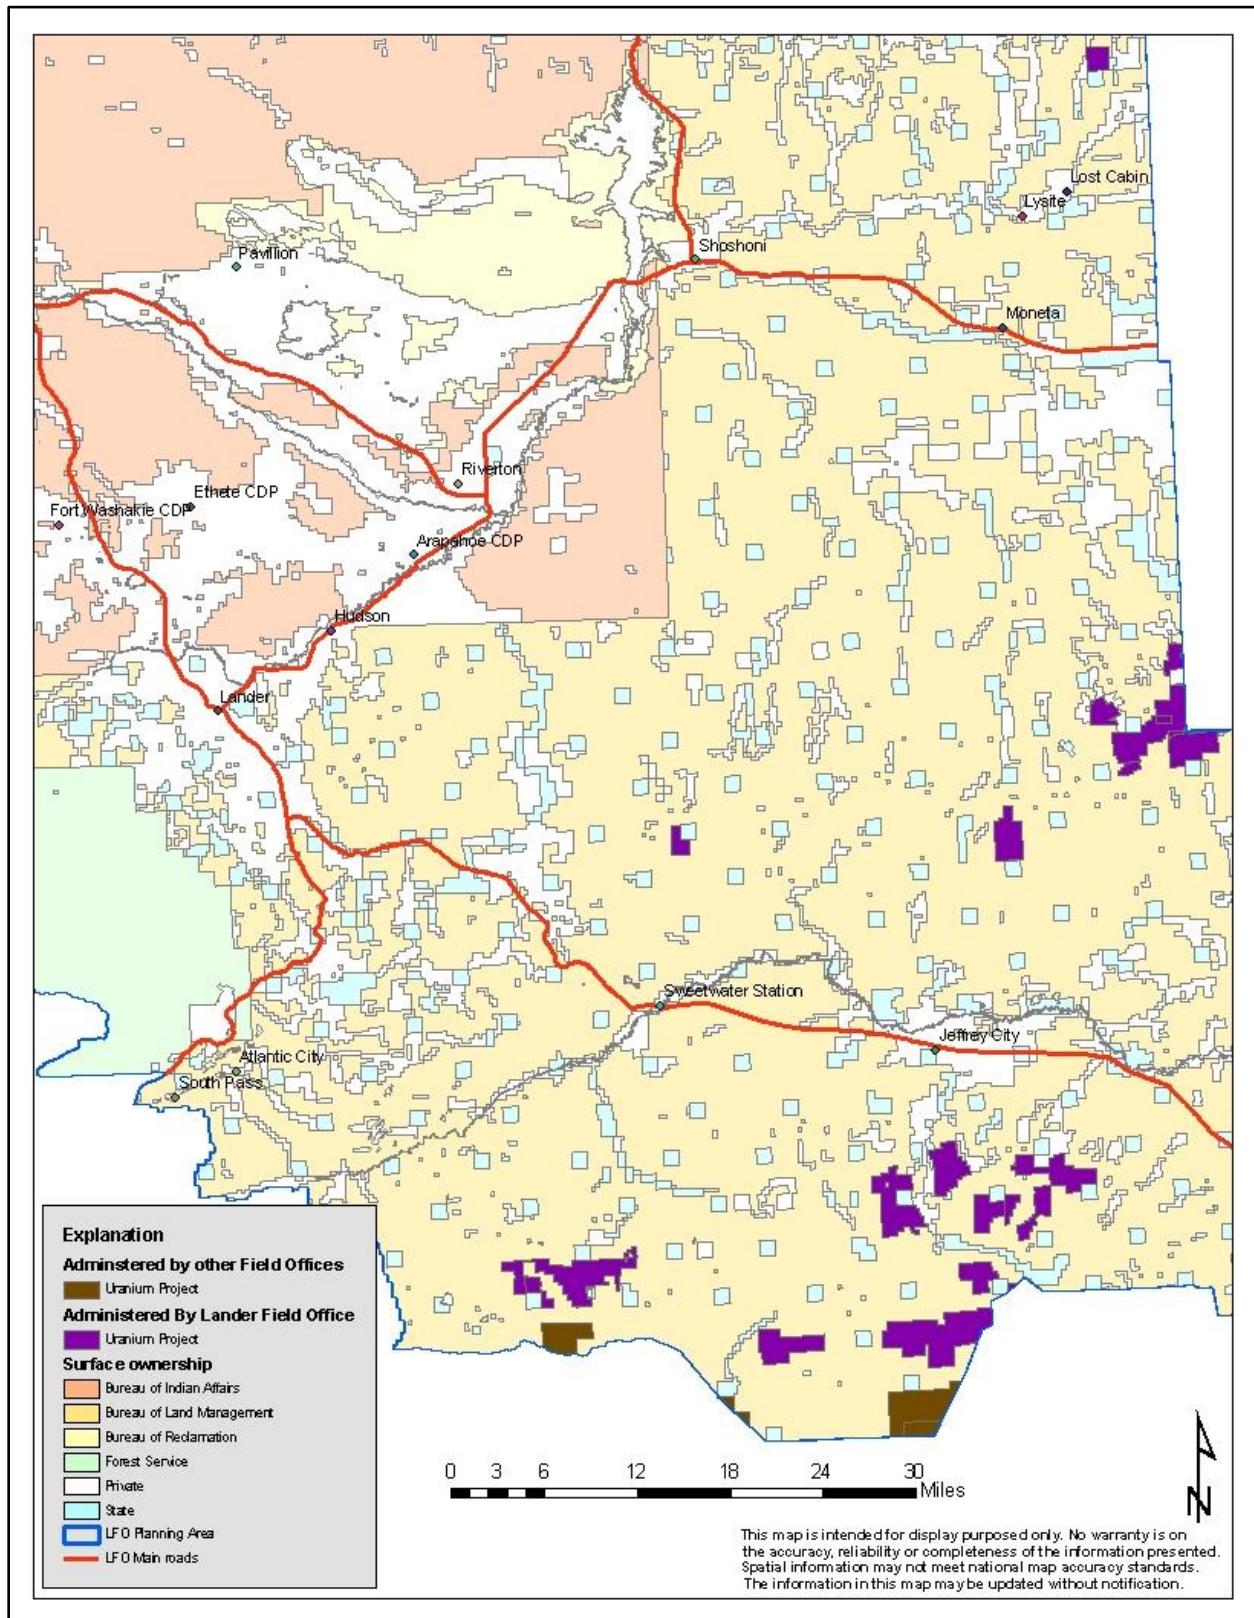 Lost Cabin
Lysite
Shoshoni
Pavillion
Moneta
Riverton
Ethete CDP
Fort Washakie CDP
Arapahoe CDP
Hudson
Lander
Sweetwater Station
Jeffrey City
Atlantic City
South Pass
Explanation
Adminstered by other Field Offices
Uranium Project
Administered By Lander Field Office
Uranium Project
Surface ownership
Bureau of Indian Affairs
Bureau of Land Management
Bureau of Reclamation
Forest Service
Private
State
LFO Planning Area
LFO Main roads
0 3 6 12 18 24 30
Miles
N
This map is intended for display purposed only. No warranty is on
the accuracy, reliability or completeness of the information presented.
Spatial information may not meet national map accuracy standards.
The information in this map may be updated without notification.